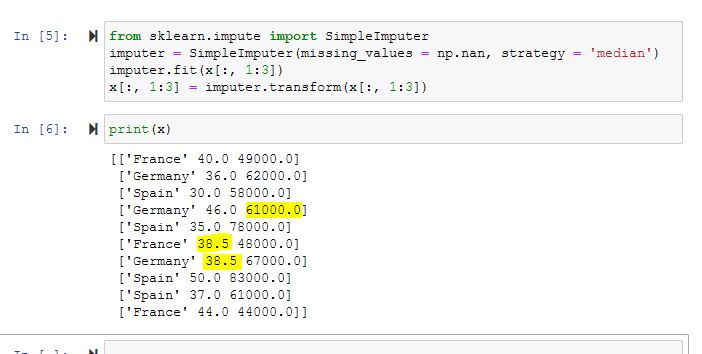 In [5]: from sklearn.impute import SimpleImputer
imputer = SimpleImputer(missing_values = np.nan, strategy = 'median')
imputer.fit(x[:, 1:3])
x[:, 1:3] = imputer.transform(x[:, 1:3])
In [6]: print(x)
[['France' 40.0 49000.0]
['Germany' 36.0 62000.0]
['Spain' 30.0 58000.0]
['Germany' 46.0 61000.0]
['Spain' 35.0 78000.0]
['France' 38.5 48000.0]
['Germany' 38.5 67000.0]
['Spain' 50.0 83000.0]
['Spain' 37.0 61000.0]
['France' 44.0 44000.0]]